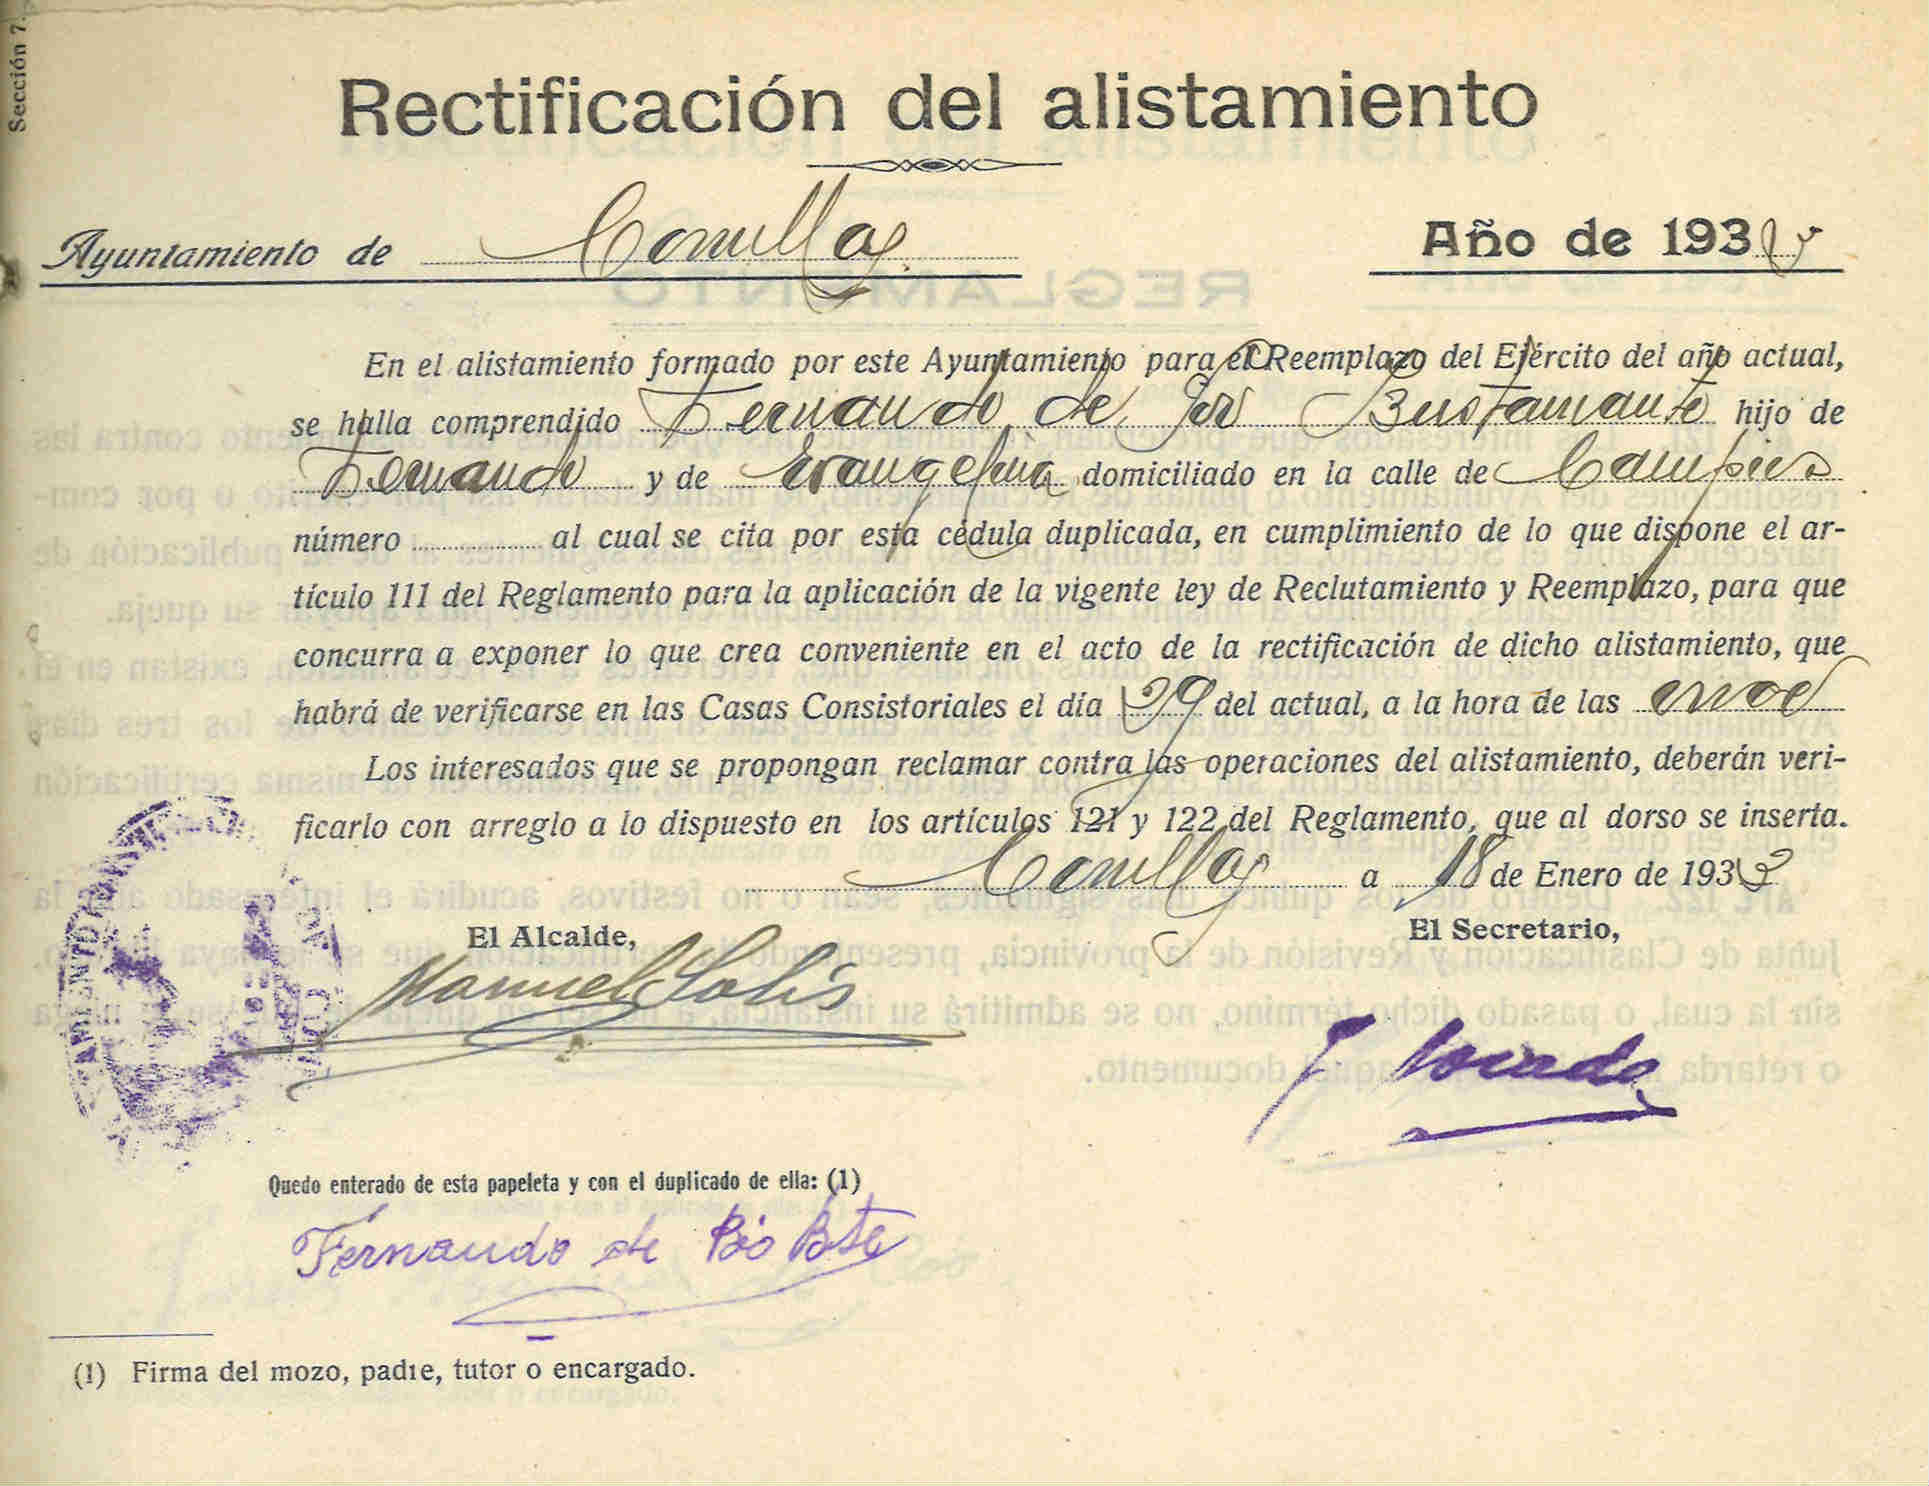 Sección 7.
Rectificación del alistamiento
Ayuntamiento de Comillas Año de 193
En el alistamiento formado por este Ayuntamiento para el Reemplazo del Ejército del año actual,
se halla comprendido Fernando de Bustamante hijo de
Fernando y de Evangelina domiciliado en la calle de Campios
número al cual se cita por esta cédula duplicada, en cumplimiento de lo que dispone el ar-
tículo 111 del Reglamento para la aplicación de la vigente ley de Reclutamiento y Reemplazo, para que
concurra a exponer lo que crea conveniente en el acto de la rectificación de dicho alistamiento, que
habrá de verificarse en las Casas Consistoriales el día 29 del actual, a la hora de las once
Los interesados que se propongan reclamar contra las operaciones del alistamiento, deberán veri-
ficarlo con arreglo a lo dispuesto en los artículos 121 y 122 del Reglamento, que al dorso se inserta.
Comillas a 18 de Enero de 193
El Alcalde, El Secretario,
Manuel Solís
Quedo enterado de esta papeleta y con el duplicado de ella: (1)
Fernando de Río Bte
(1) Firma del mozo, padre, tutor o encargado.